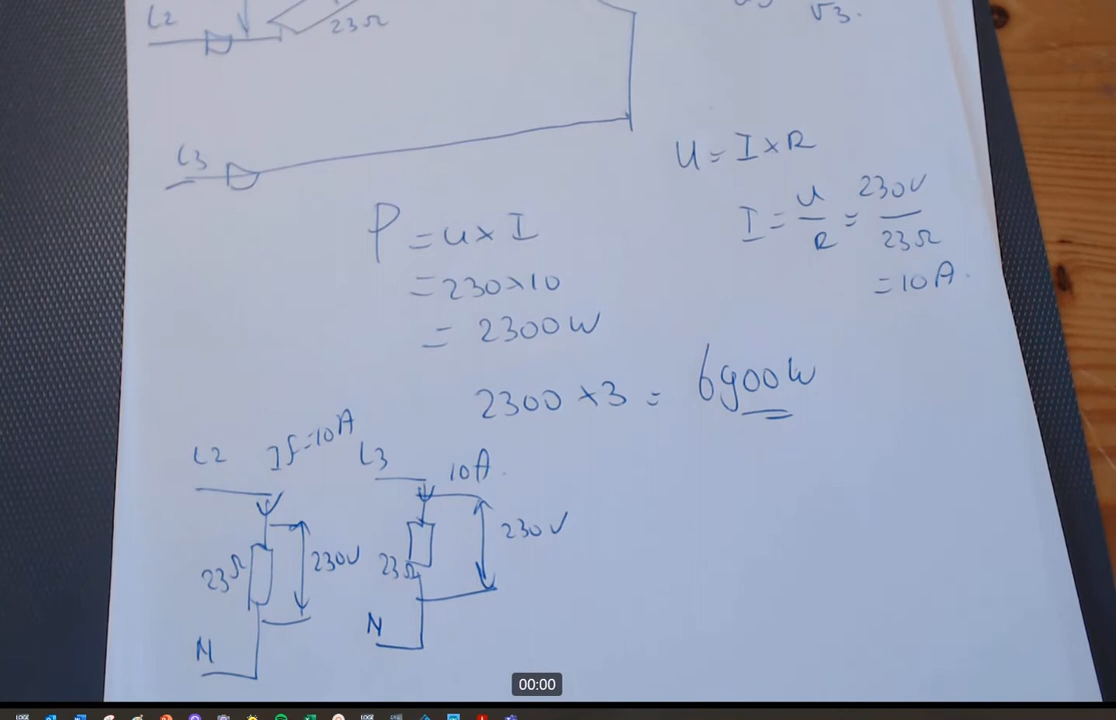 L2
23Ω
√3.
L3
U = I × R
I = U/R = 230V/23Ω
= 10A.
P = U × I
= 230 × 10
= 2300W
2300 × 3 = 6900W
L2 If = 10A
L3 10A.
23Ω 230V
23Ω 230V
N
N
00:00